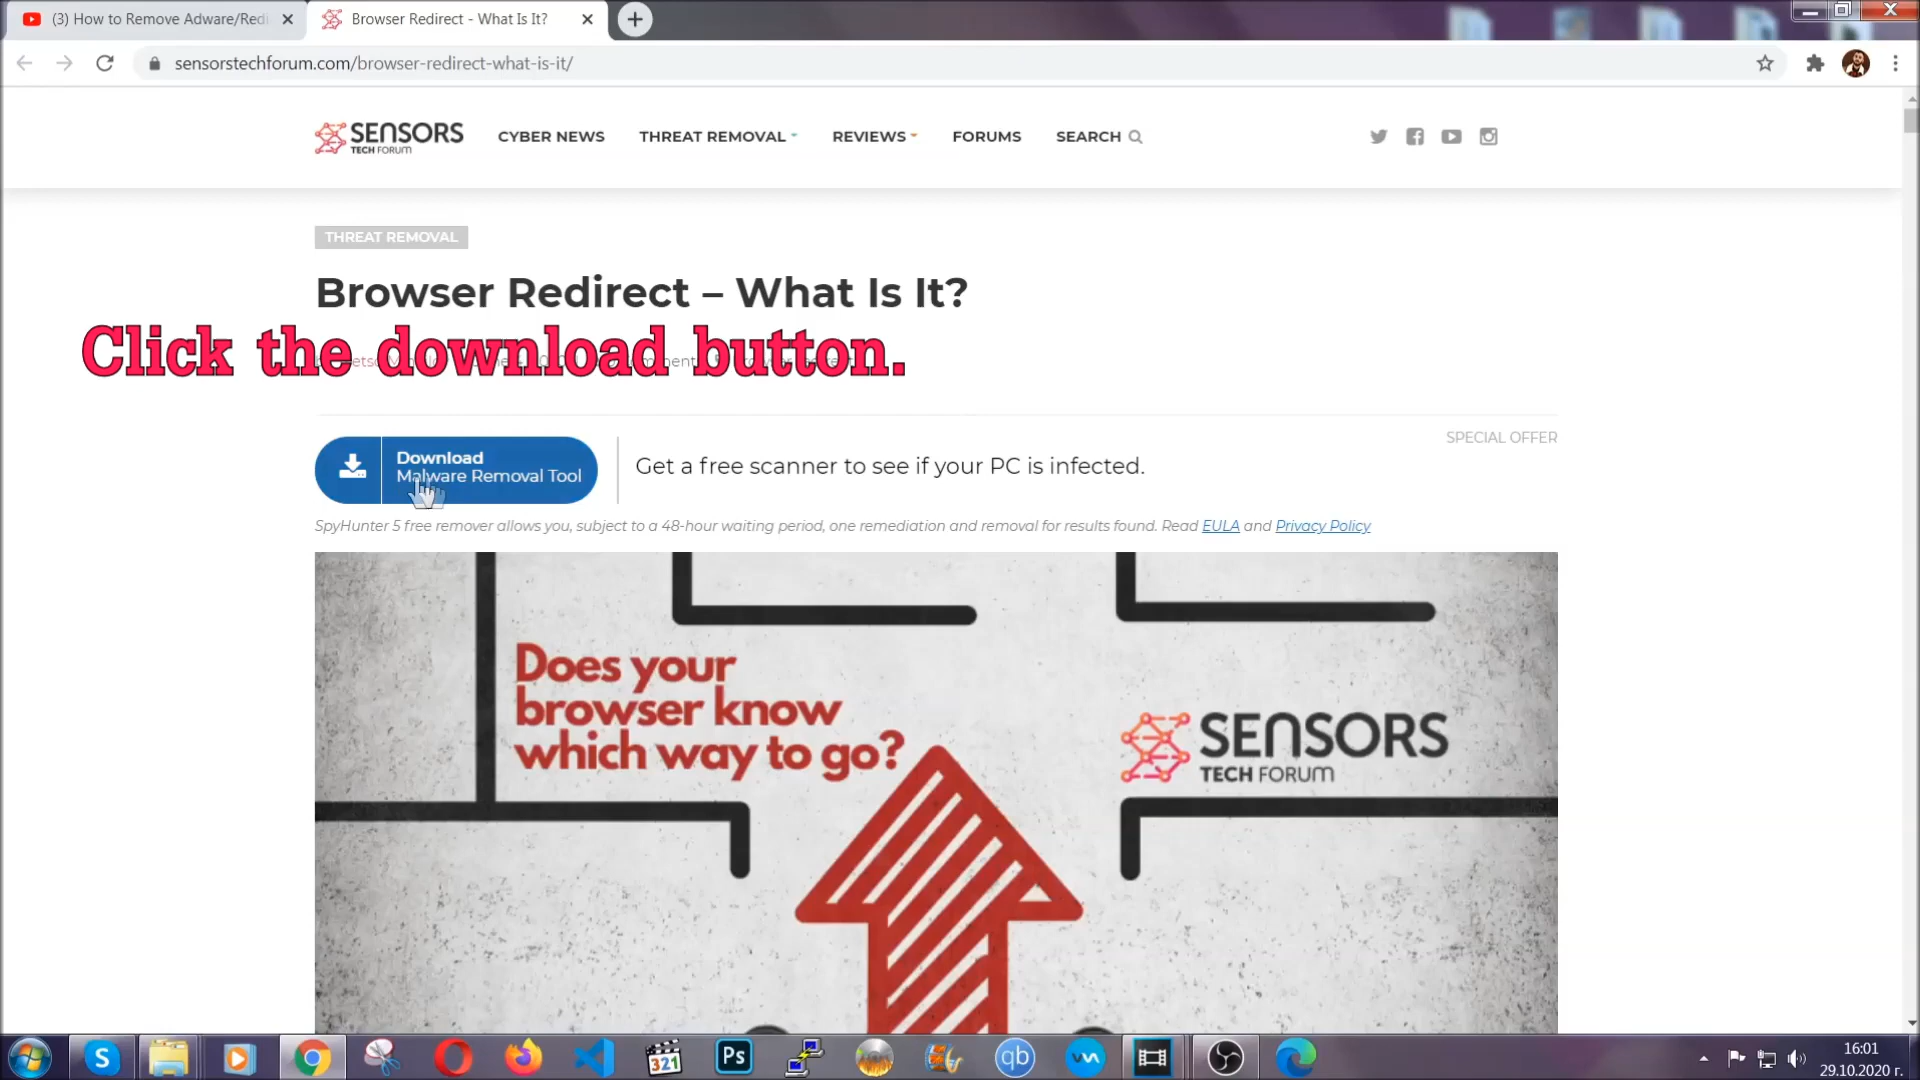 (3) How to Remove Adware/Redi
Browser Redirect - What Is It?
sensorstechforum.com/browser-redirect-what-is-it/
SENSORS
TECH FORUM
CYBER NEWS
THREAT REMOVAL
REVIEWS
FORUMS
SEARCH
THREAT REMOVAL
Browser Redirect – What Is It?
Click the download button.
Download
Malware Removal Tool
Get a free scanner to see if your PC is infected.
SPECIAL OFFER
SpyHunter 5 free remover allows you, subject to a 48-hour waiting period, one remediation and removal for results found. Read EULA and Privacy Policy
Does your
browser know
which way to go?
SENSORS
TECH FORUM
S
321
Ps
qb
16:01
29.10.2020 г.